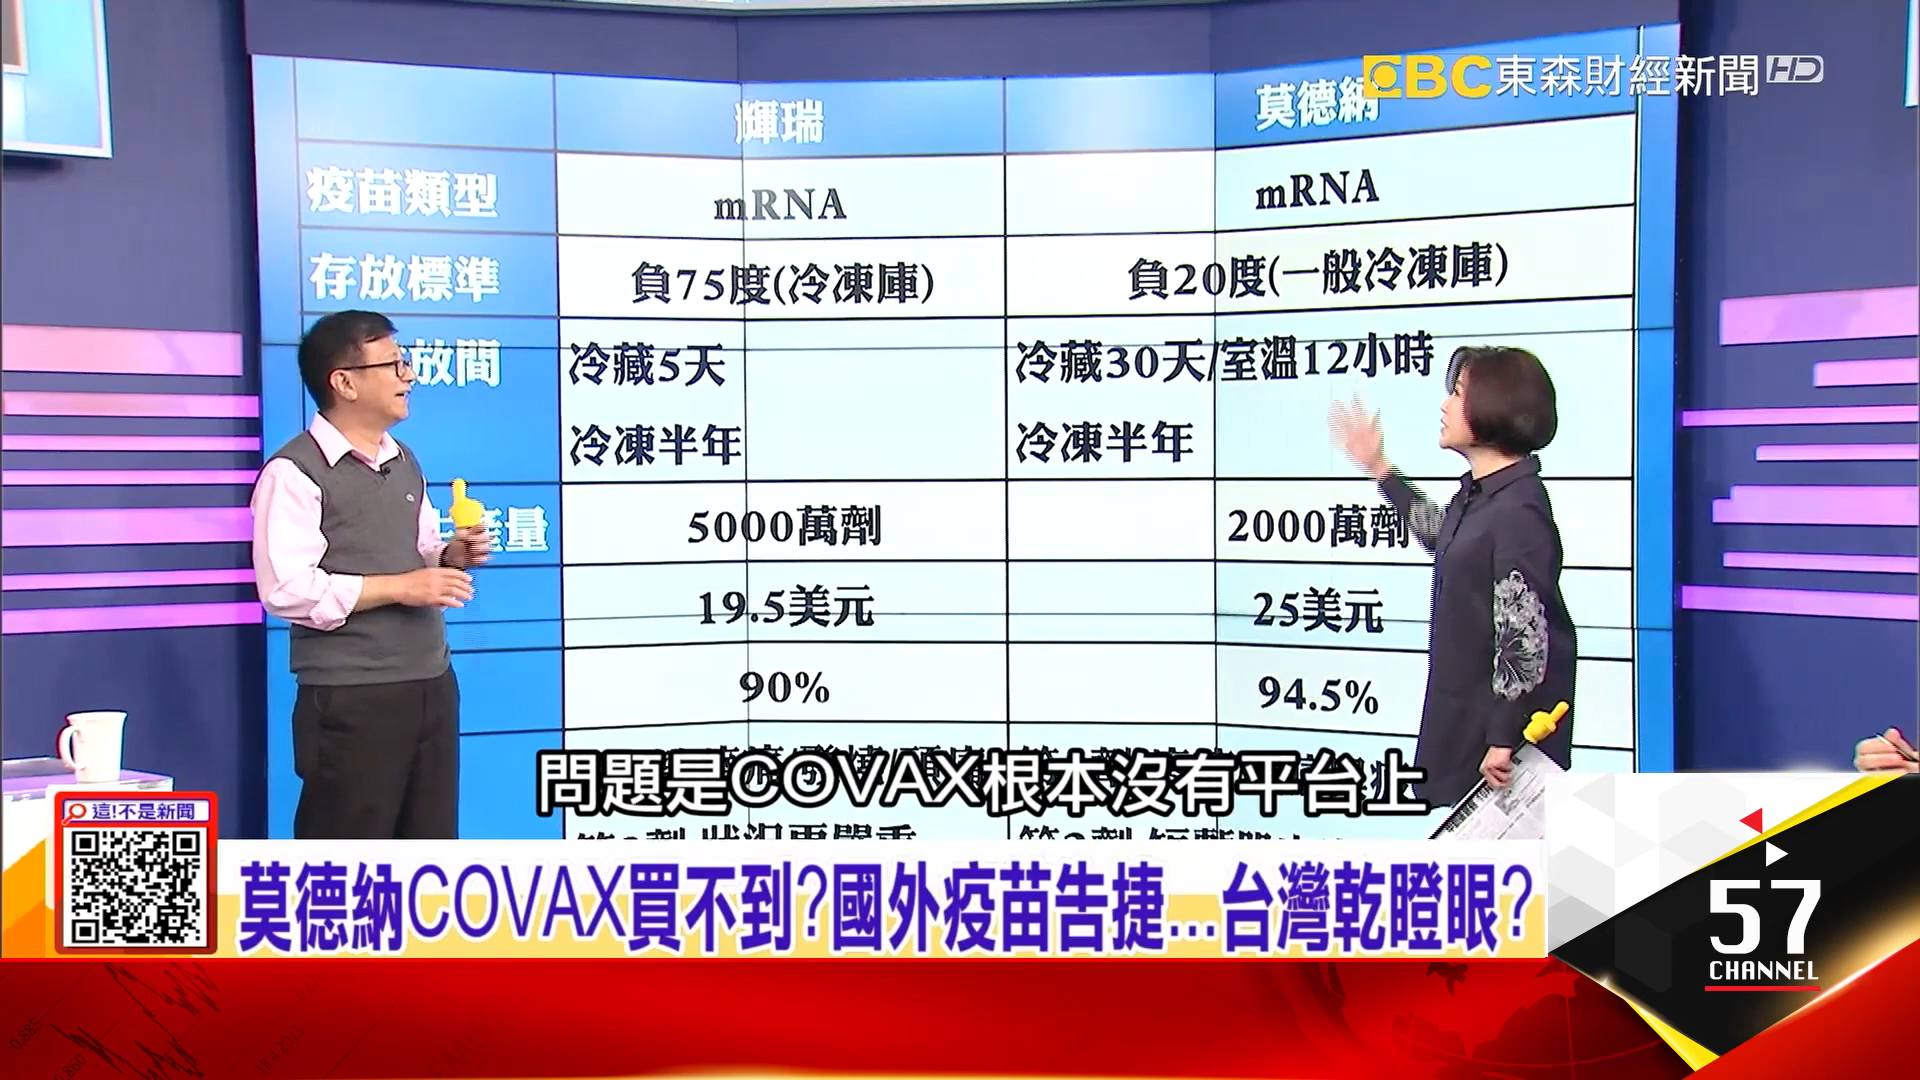 EBC 東森財經新聞 HD
輝瑞 莫德納
疫苗類型 mRNA mRNA
存放標準 負75度(冷凍庫) 負20度(一般冷凍庫)
放間 冷藏5天 冷藏30天/室溫12小時
冷凍半年 冷凍半年
產量 5000萬劑 2000萬劑
19.5美元 25美元
90% 94.5%
問題是COVAX根本沒有平台上
這!不是新聞
莫德納COVAX買不到?國外疫苗告捷...台灣乾瞪眼?
57
CHANNEL